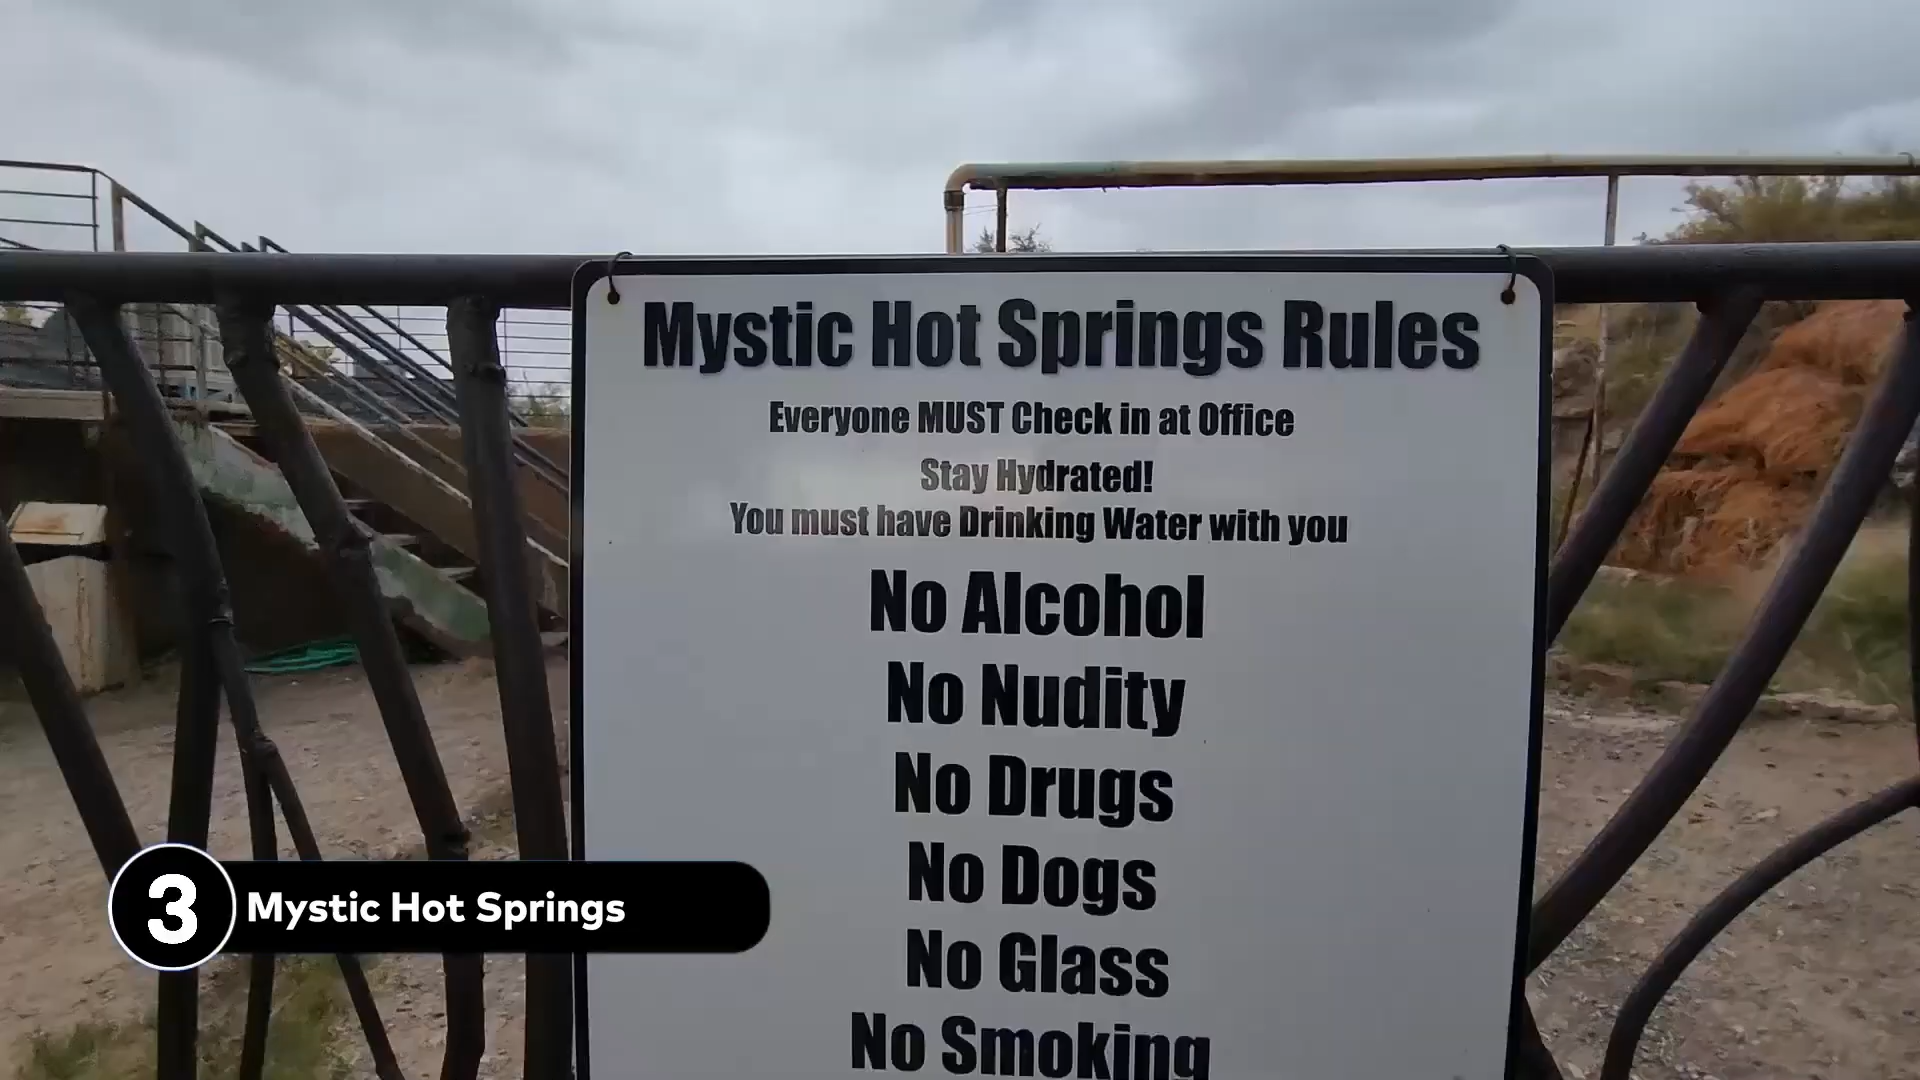 Mystic Hot Springs Rules
Everyone MUST Check in at Office
Stay Hydrated!
You must have Drinking Water with you
No Alcohol
No Nudity
No Drugs
No Dogs
No Glass
No Smoking
3 Mystic Hot Springs